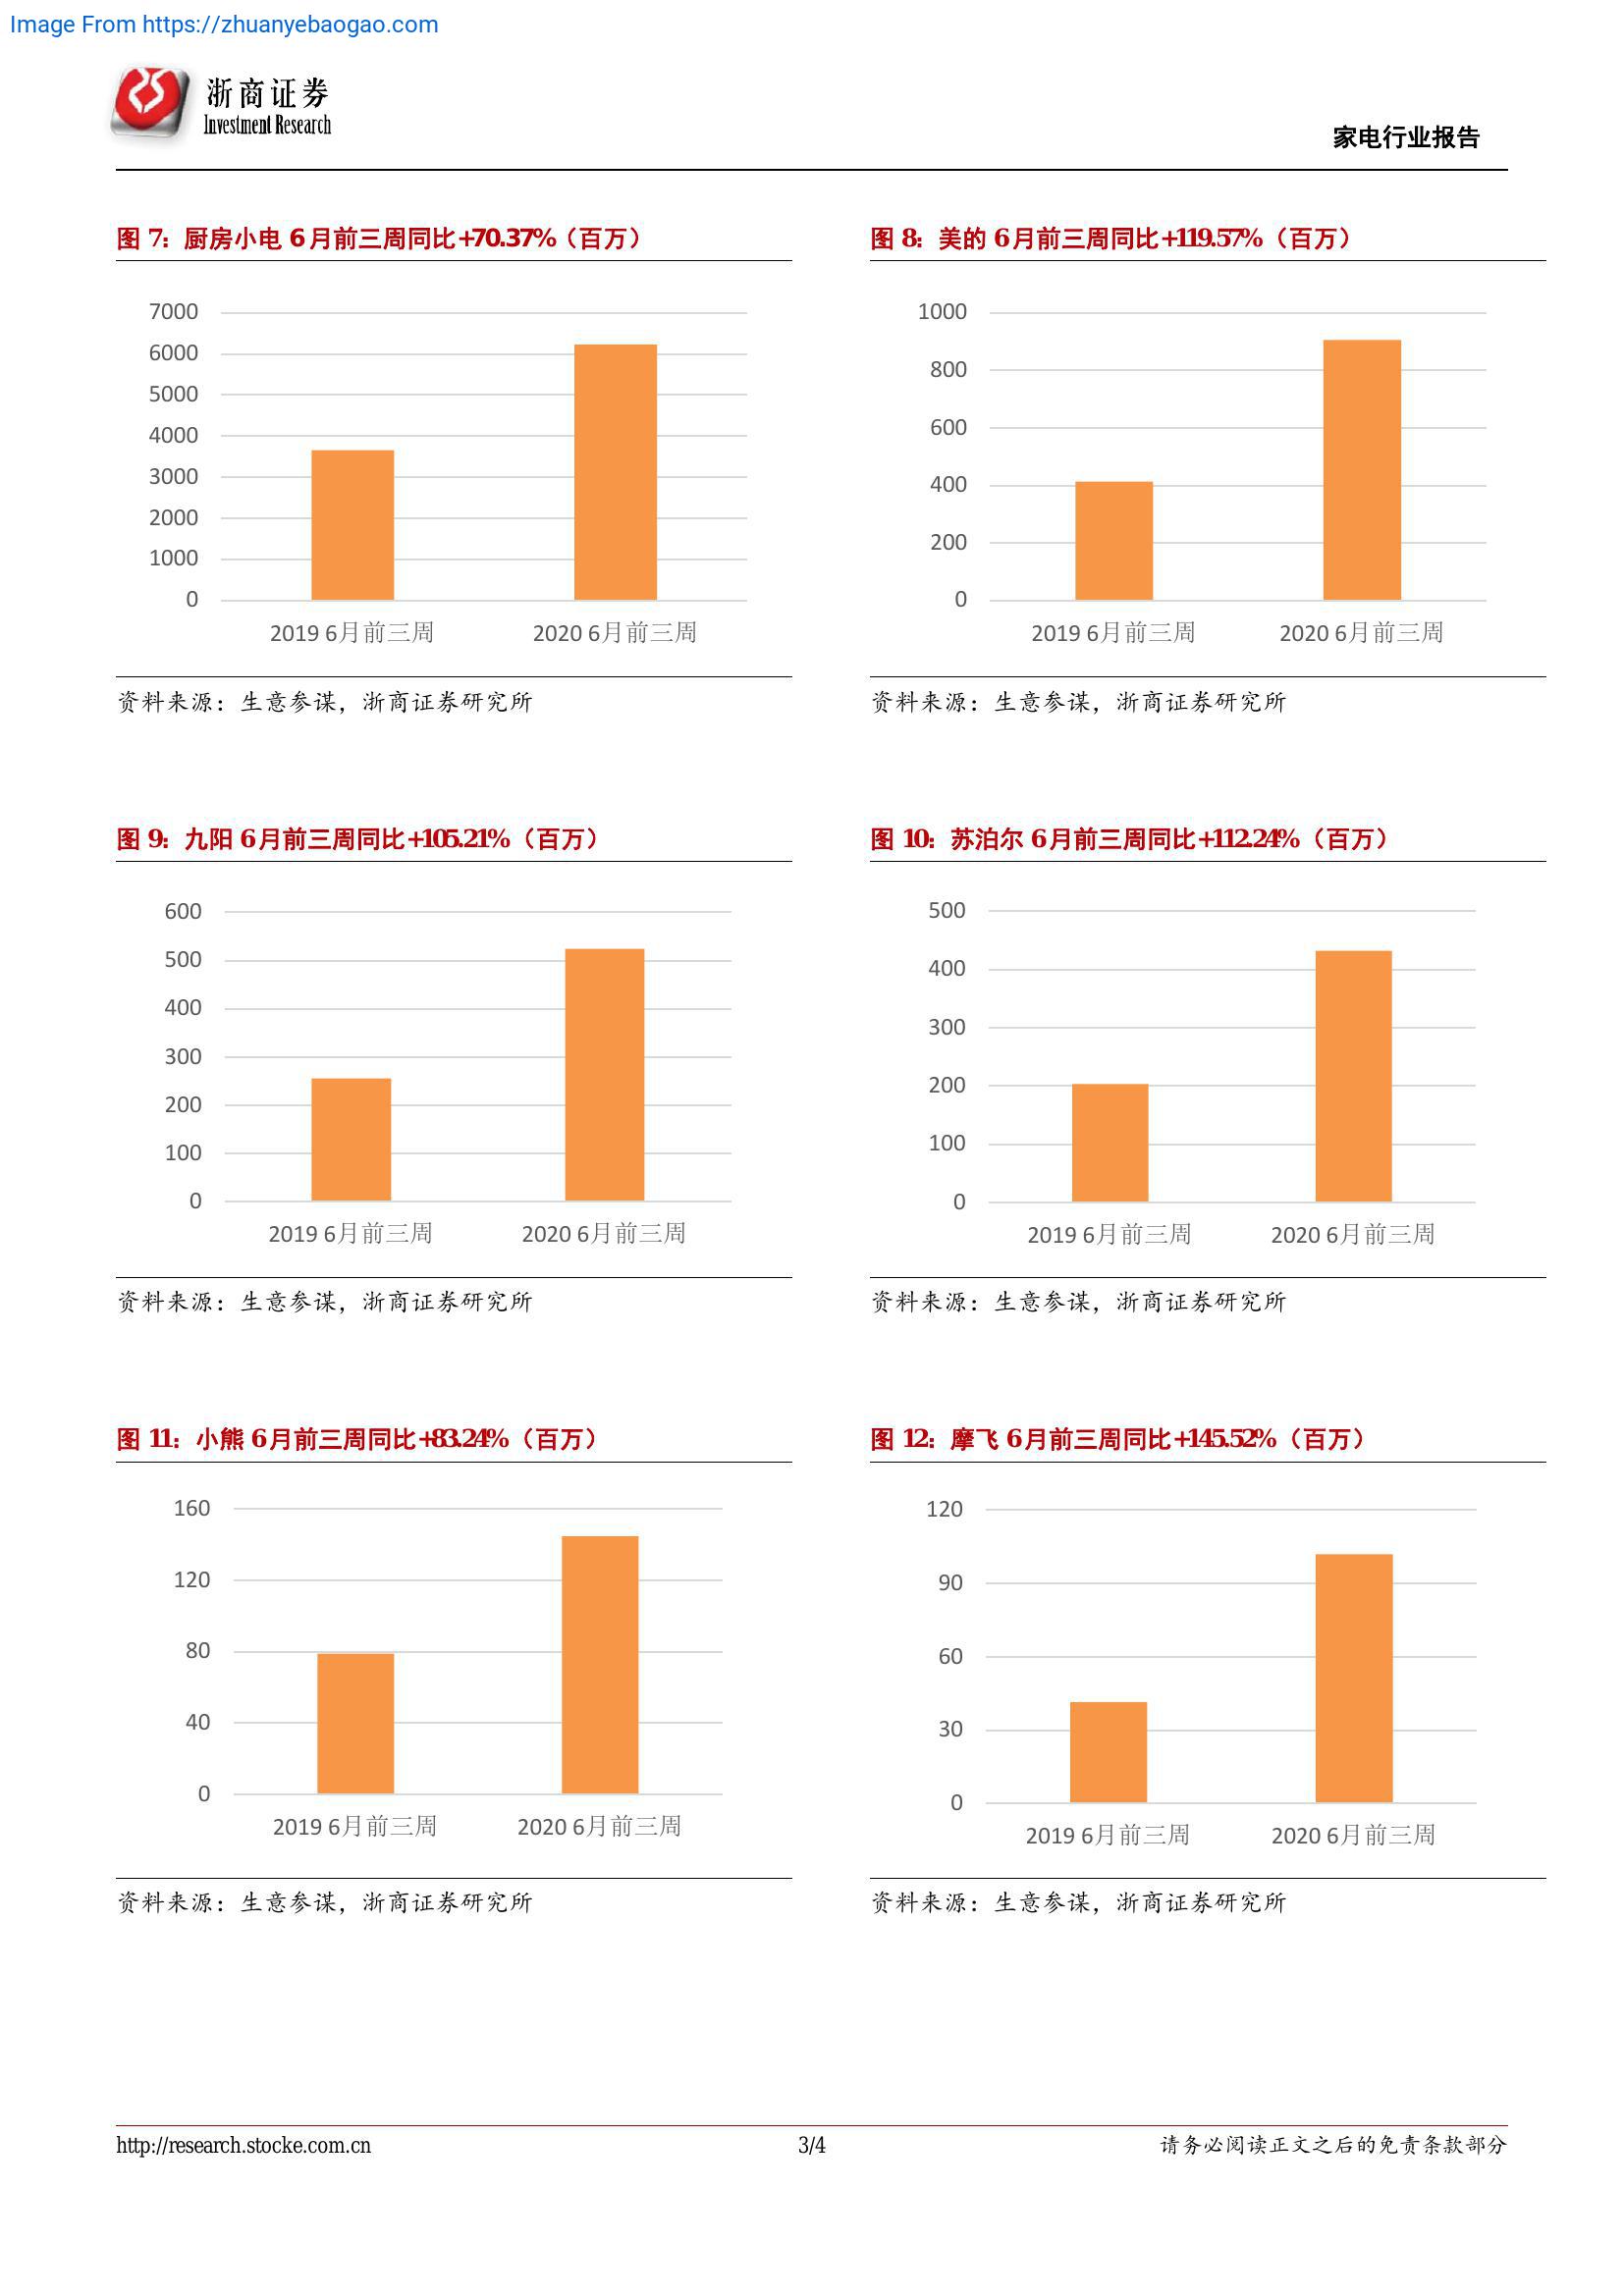 Image From https://zhuanyebaogao.com
浙商证券
Investment Research
家电行业报告
图 7：厨房小电 6 月前三周同比+70.37%（百万）
7000
6000
5000
4000
3000
2000
1000
0
2019 6月前三周 2020 6月前三周
资料来源：生意参谋，浙商证券研究所
图 8：美的 6 月前三周同比+119.57%（百万）
1000
800
600
400
200
0
2019 6月前三周 2020 6月前三周
资料来源：生意参谋，浙商证券研究所
图 9：九阳 6 月前三周同比+105.21%（百万）
600
500
400
300
200
100
0
2019 6月前三周 2020 6月前三周
资料来源：生意参谋，浙商证券研究所
图 10：苏泊尔 6 月前三周同比+112.24%（百万）
500
400
300
200
100
0
2019 6月前三周 2020 6月前三周
资料来源：生意参谋，浙商证券研究所
图 11：小熊 6 月前三周同比+83.24%（百万）
160
120
80
40
0
2019 6月前三周 2020 6月前三周
资料来源：生意参谋，浙商证券研究所
图 12：摩飞 6 月前三周同比+145.52%（百万）
120
90
60
30
0
2019 6月前三周 2020 6月前三周
资料来源：生意参谋，浙商证券研究所
http://research.stocke.com.cn 3/4 请务必阅读正文之后的免责条款部分